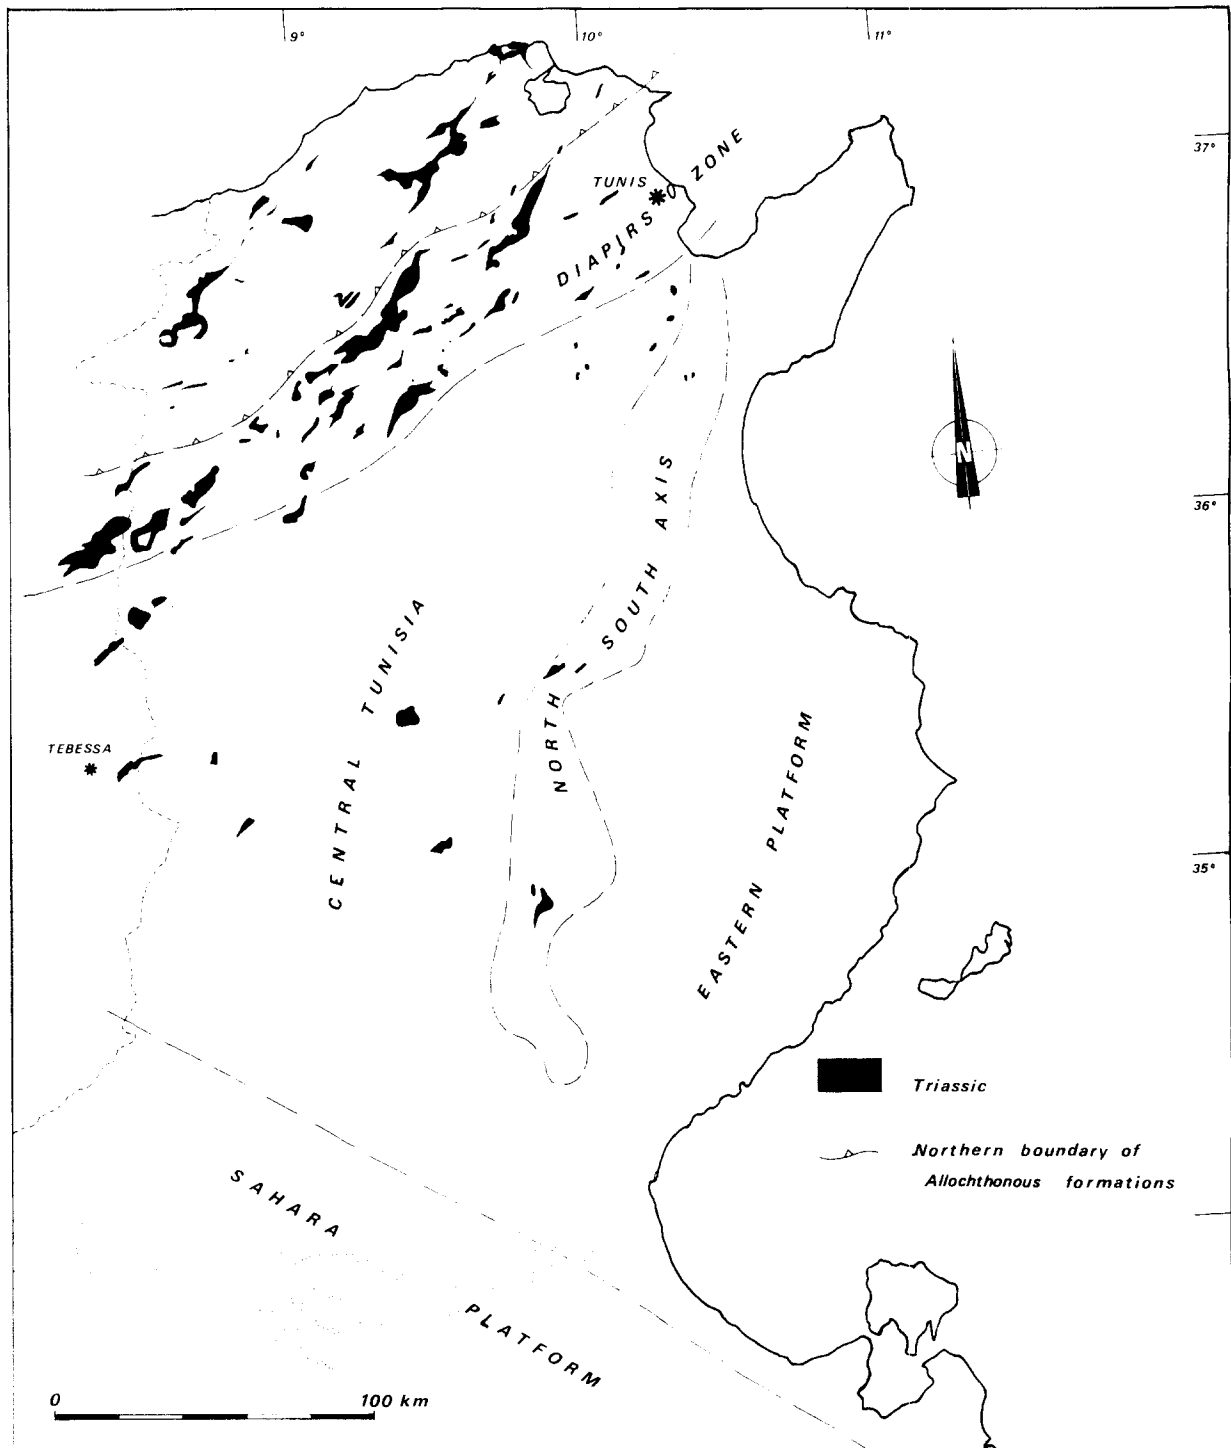 9° 10° 11°
37°
TUNIS
DIAPIRS ZONE
36°
N
NORTH SOUTH AXIS
CENTRAL TUNISIA
TEBESSA
EASTERN PLATFORM
35°
Triassic
Northern boundary of
Allochthonous formations
SAHARA
PLATFORM
0 100 km